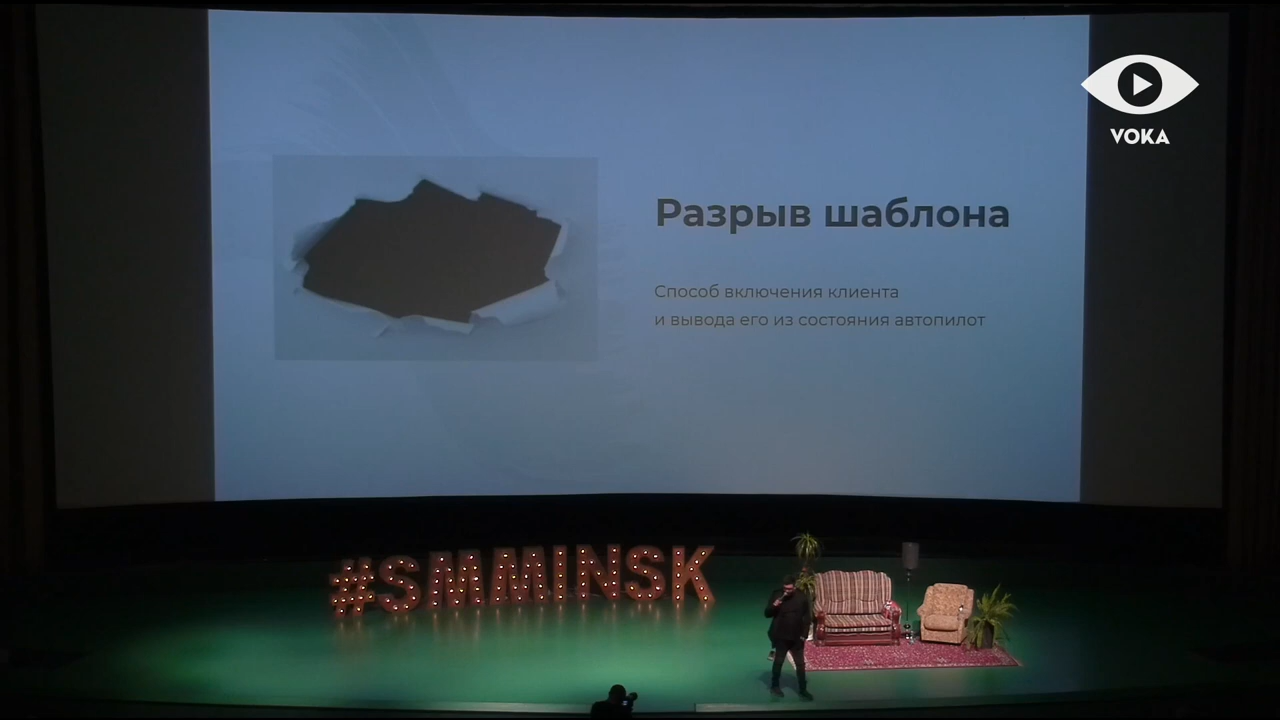 VOKA
Разрыв шаблона
Способ включения клиента
и вывода его из состояния автопилот
#SMMINSK